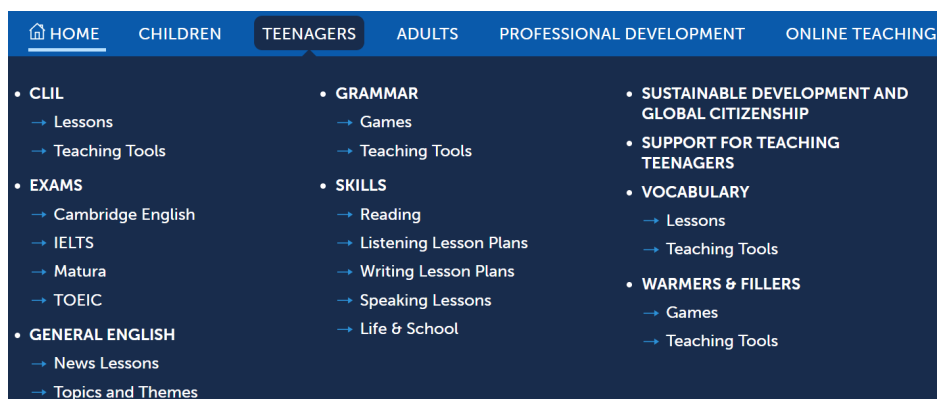 HOME CHILDREN TEENAGERS ADULTS PROFESSIONAL DEVELOPMENT ONLINE TEACHING
• CLIL
→ Lessons
→ Teaching Tools
• EXAMS
→ Cambridge English
→ IELTS
→ Matura
→ TOEIC
• GENERAL ENGLISH
→ News Lessons
→ Topics and Themes
• GRAMMAR
→ Games
→ Teaching Tools
• SKILLS
→ Reading
→ Listening Lesson Plans
→ Writing Lesson Plans
→ Speaking Lessons
→ Life & School
• SUSTAINABLE DEVELOPMENT AND
GLOBAL CITIZENSHIP
• SUPPORT FOR TEACHING
TEENAGERS
• VOCABULARY
→ Lessons
→ Teaching Tools
• WARMERS & FILLERS
→ Games
→ Teaching Tools